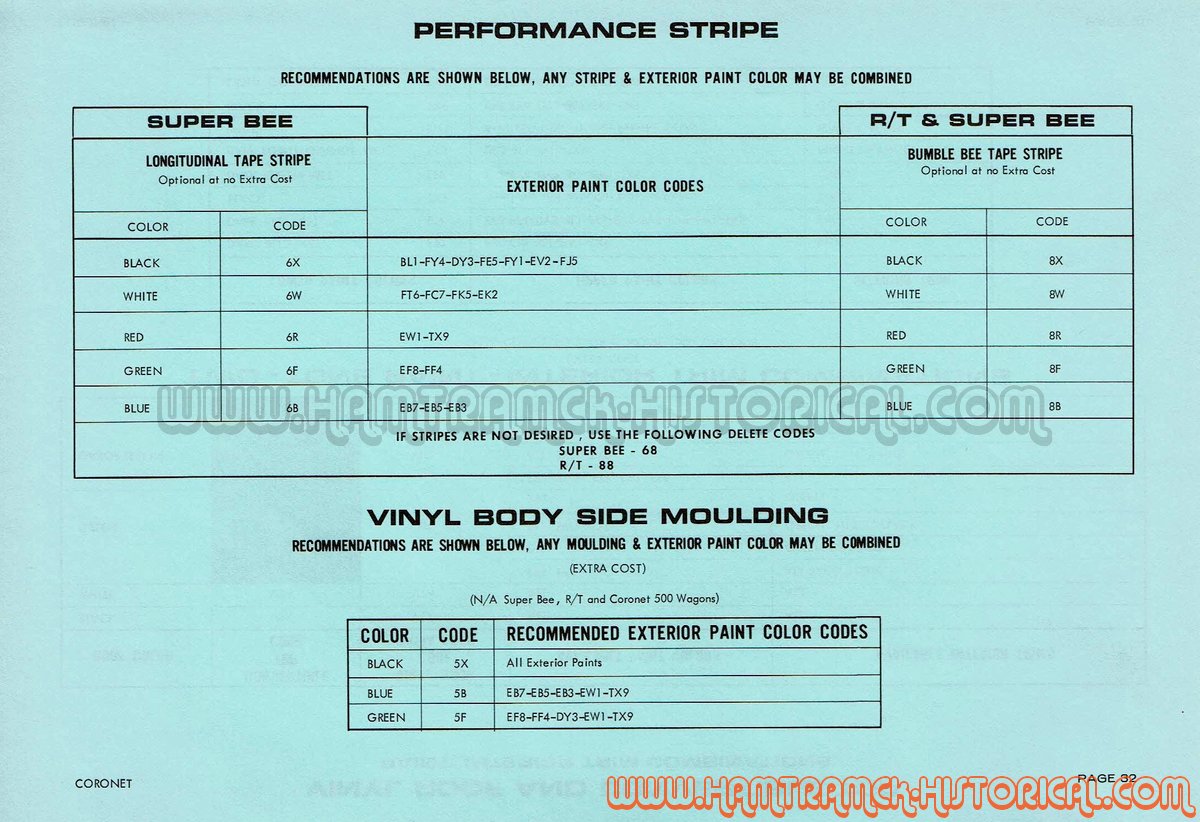 PERFORMANCE STRIPE
RECOMMENDATIONS ARE SHOWN BELOW, ANY STRIPE & EXTERIOR PAINT COLOR MAY BE COMBINED
SUPER BEE R/T & SUPER BEE
LONGITUDINAL TAPE STRIPE EXTERIOR PAINT COLOR CODES BUMBLE BEE TAPE STRIPE
Optional at no Extra Cost Optional at no Extra Cost
COLOR CODE COLOR CODE
BLACK 6X BL1-FY4-DY3-FE5-FY1-EV2-FJ5 BLACK 8X
WHITE 6W FT6-FC7-FK5-EK2 WHITE 8W
RED 6R EW1-TX9 RED 8R
GREEN 6F EF8-FF4 GREEN 8F
BLUE 6B EB7-EB5-EB3 BLUE 8B
www.Hamtramck-Historical.com
IF STRIPES ARE NOT DESIRED , USE THE FOLLOWING DELETE CODES
SUPER BEE - 68
R/T - 88
VINYL BODY SIDE MOULDING
RECOMMENDATIONS ARE SHOWN BELOW, ANY MOULDING & EXTERIOR PAINT COLOR MAY BE COMBINED
(EXTRA COST)
(N/A Super Bee, R/T and Coronet 500 Wagons)
COLOR CODE RECOMMENDED EXTERIOR PAINT COLOR CODES
BLACK 5X All Exterior Paints
BLUE 5B EB7-EB5-EB3-EW1-TX9
GREEN 5F EF8-FF4-DY3-EW1-TX9
CORONET PAGE 32
www.Hamtramck-Historical.com